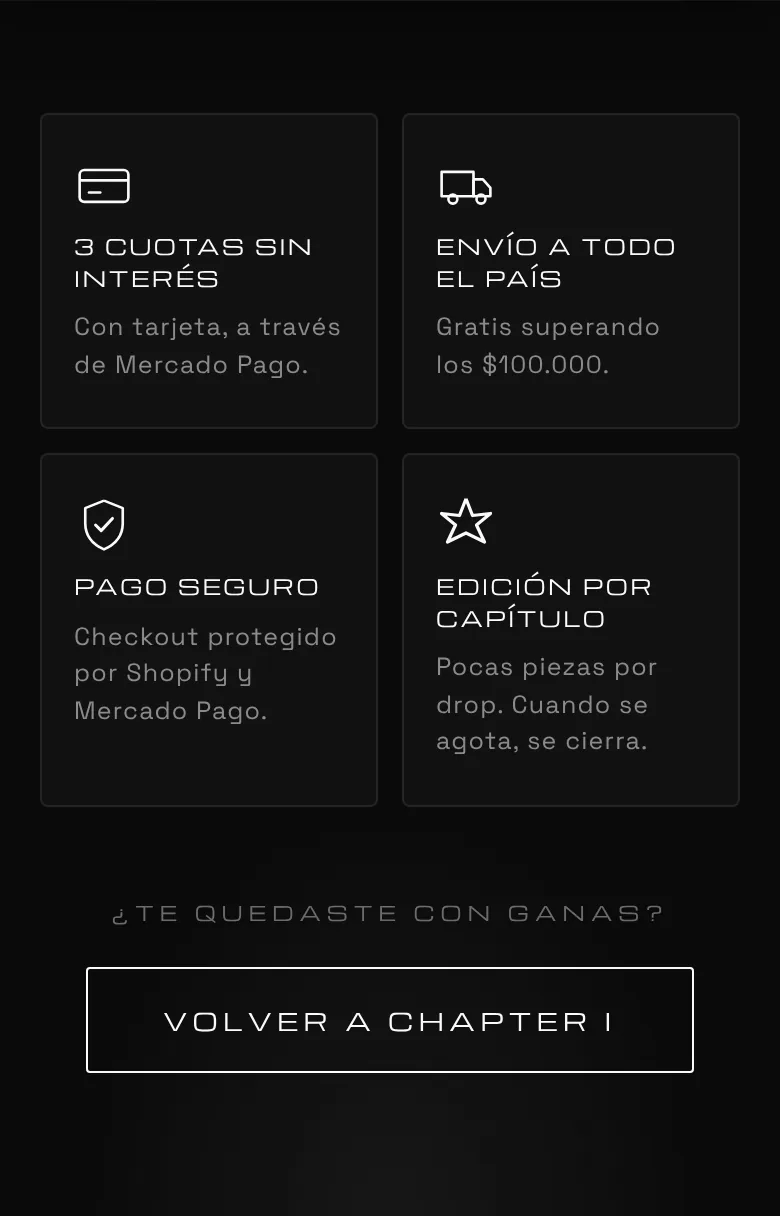 3 CUOTAS SIN
INTERÉS
Con tarjeta, a través
de Mercado Pago.
ENVÍO A TODO
EL PAÍS
Gratis superando
los $100.000.
PAGO SEGURO
Checkout protegido
por Shopify y
Mercado Pago.
EDICIÓN POR
CAPÍTULO
Pocas piezas por
drop. Cuando se
agota, se cierra.
¿TE QUEDASTE CON GANAS?
VOLVER A CHAPTER I